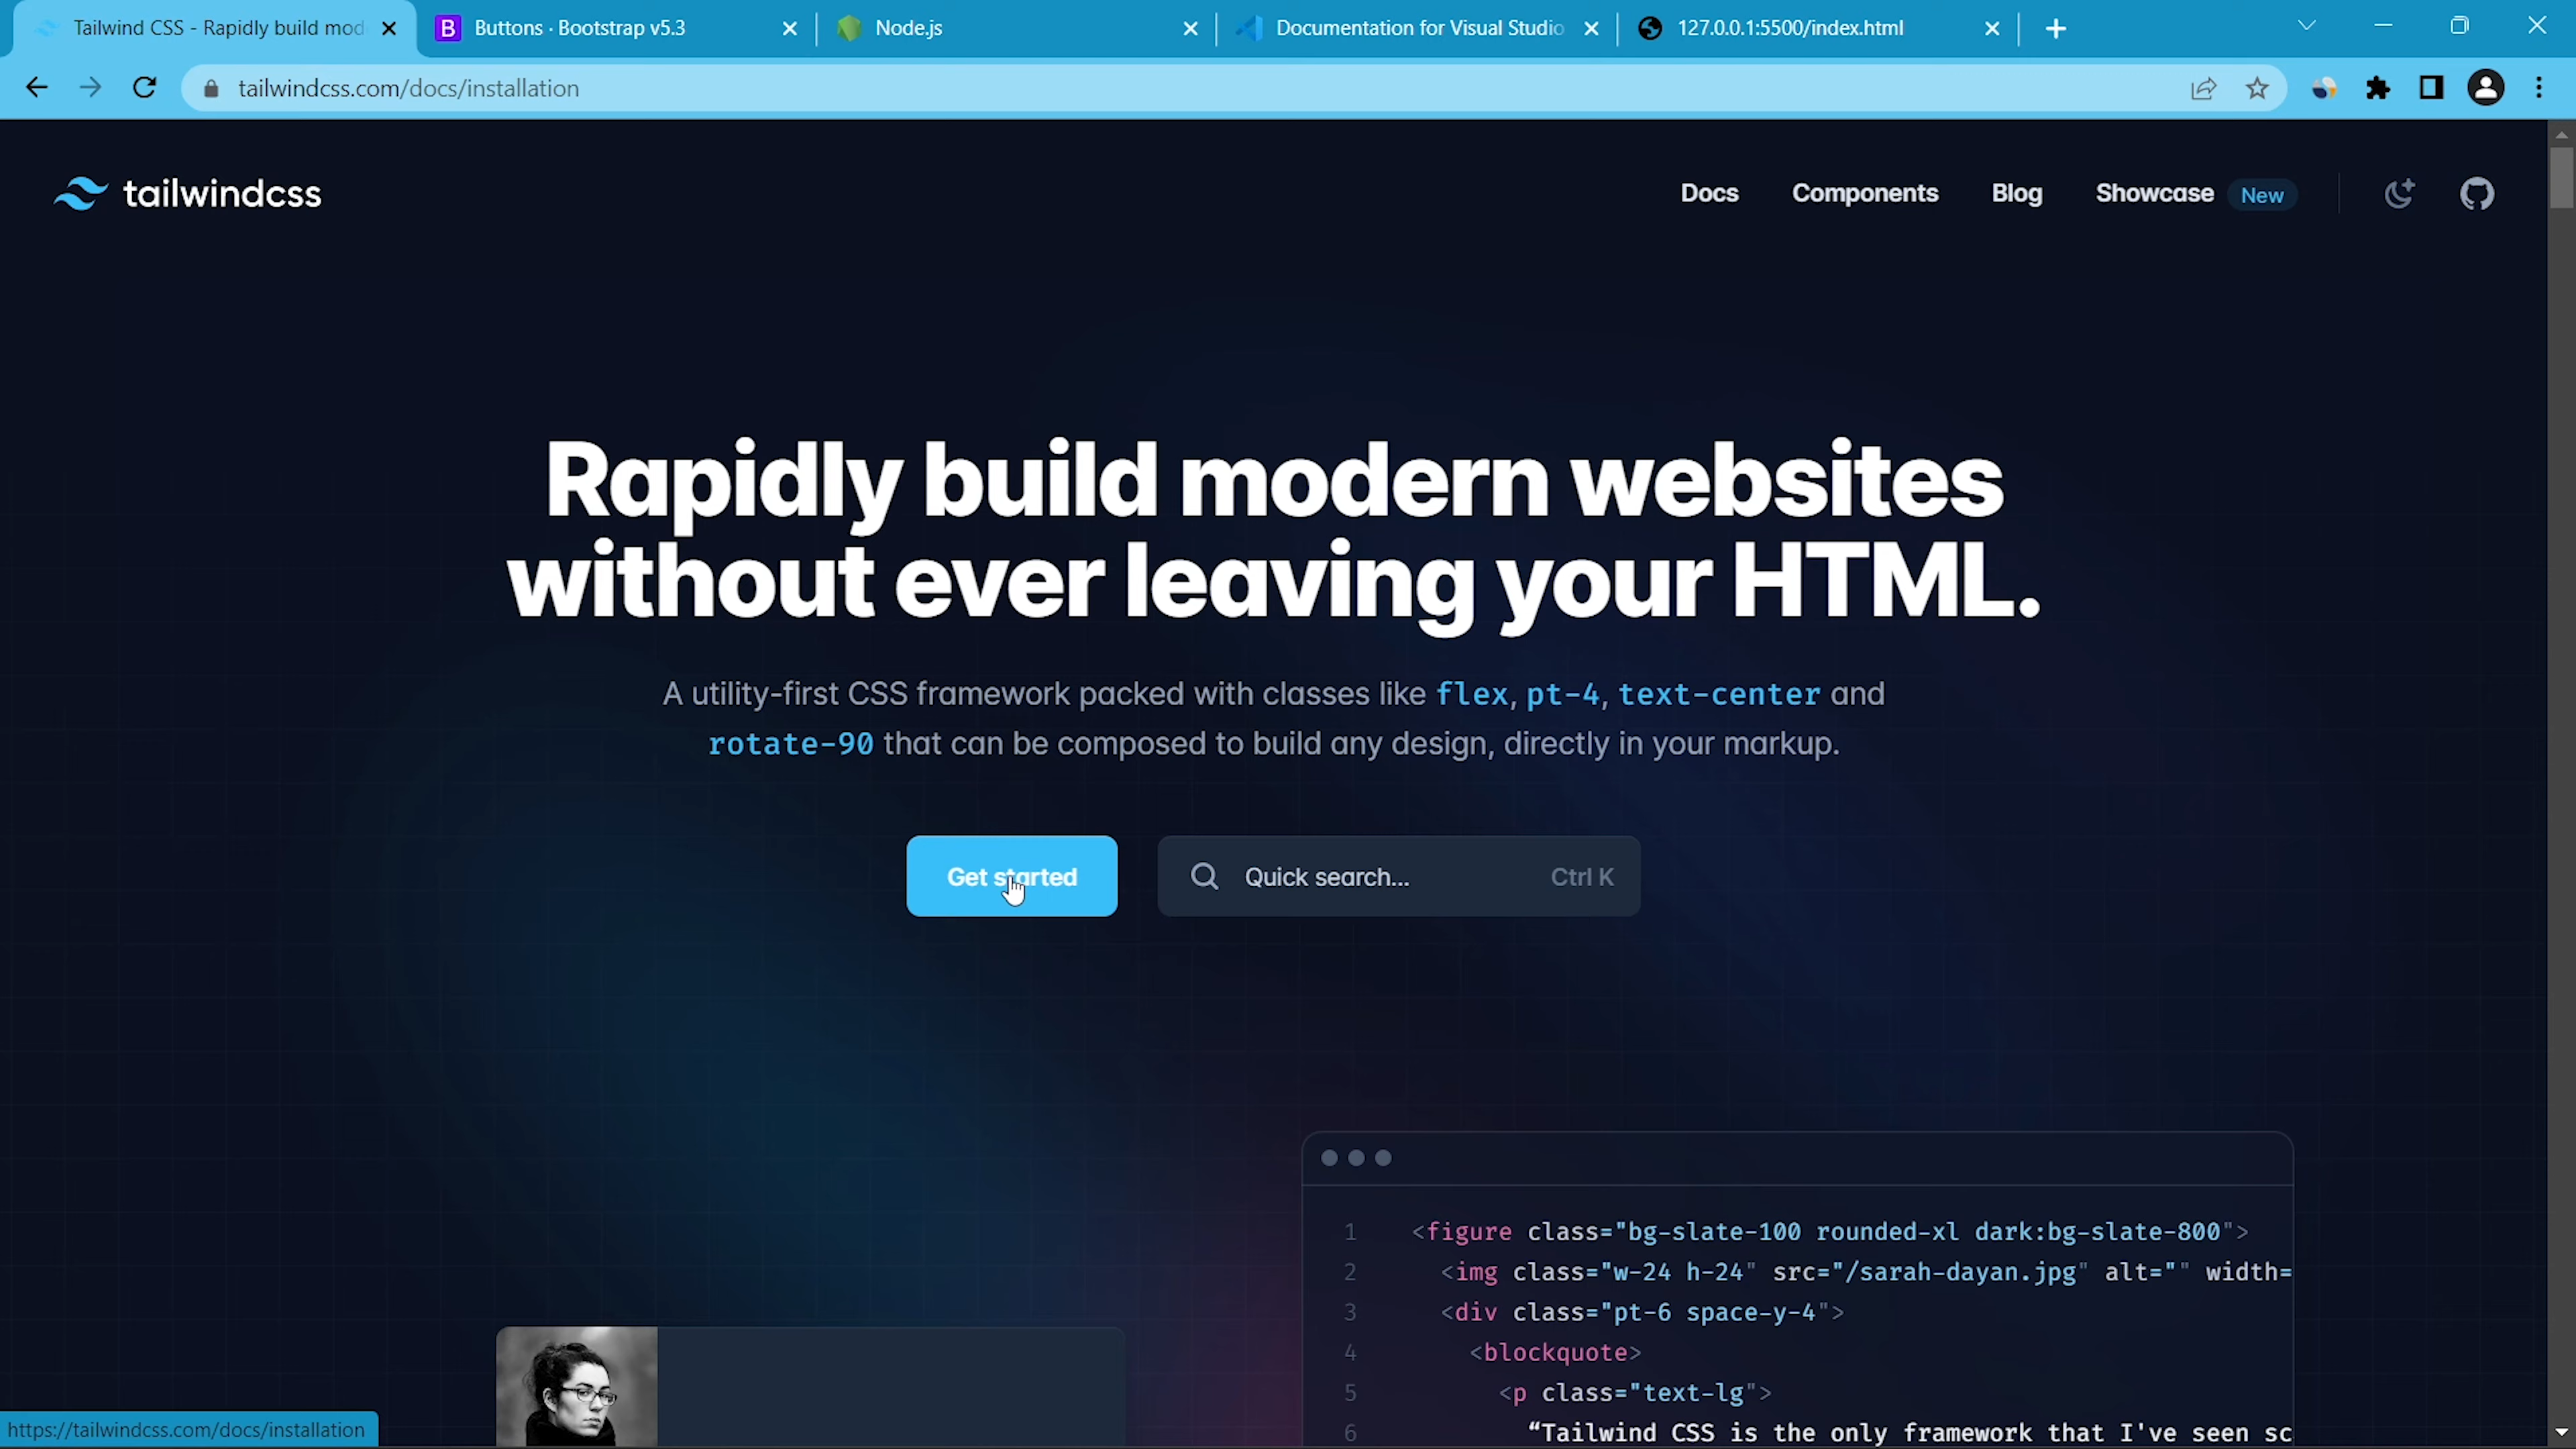 Tailwind CSS - Rapidly build mod
Buttons · Bootstrap v5.3
Node.js
Documentation for Visual Studio
127.0.0.1:5500/index.html
tailwindcss.com/docs/installation
tailwindcss
Docs
Components
Blog
Showcase
New
Rapidly build modern websites
without ever leaving your HTML.
A utility-first CSS framework packed with classes like flex, pt-4, text-center and
rotate-90 that can be composed to build any design, directly in your markup.
Get started
Quick search...
Ctrl K
1 <figure class="bg-slate-100 rounded-xl dark:bg-slate-800">
2 <img class="w-24 h-24" src="/sarah-dayan.jpg" alt="" width=
3 <div class="pt-6 space-y-4">
4 <blockquote>
5 <p class="text-lg">
6 “Tailwind CSS is the only framework that I've seen sc
https://tailwindcss.com/docs/installation